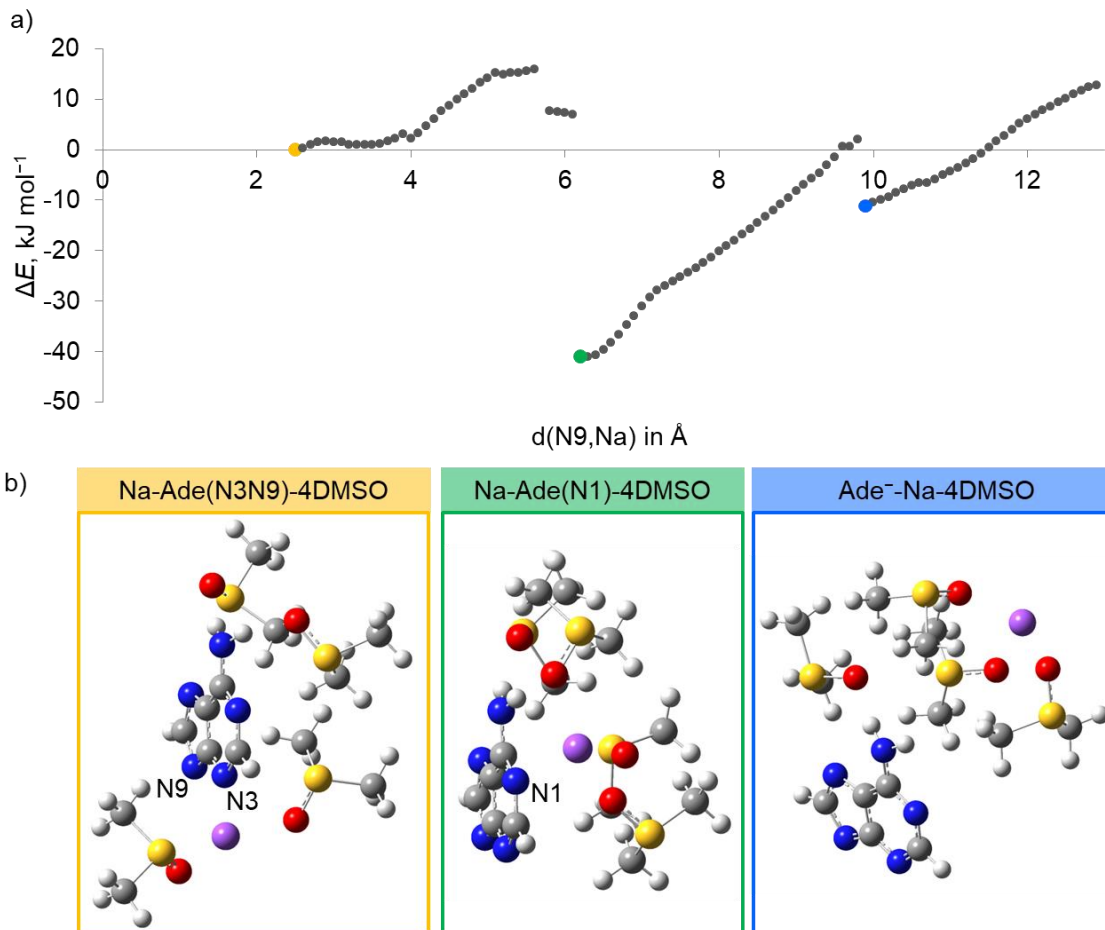 a)
20
10
0
-10
-20
-30
-40
-50
0 2 4 6 8 10 12
ΔE, kJ mol⁻¹
d(N9,Na) in Å
b)
Na-Ade(N3N9)-4DMSO Na-Ade(N1)-4DMSO Ade⁻-Na-4DMSO
N9 N3
N1